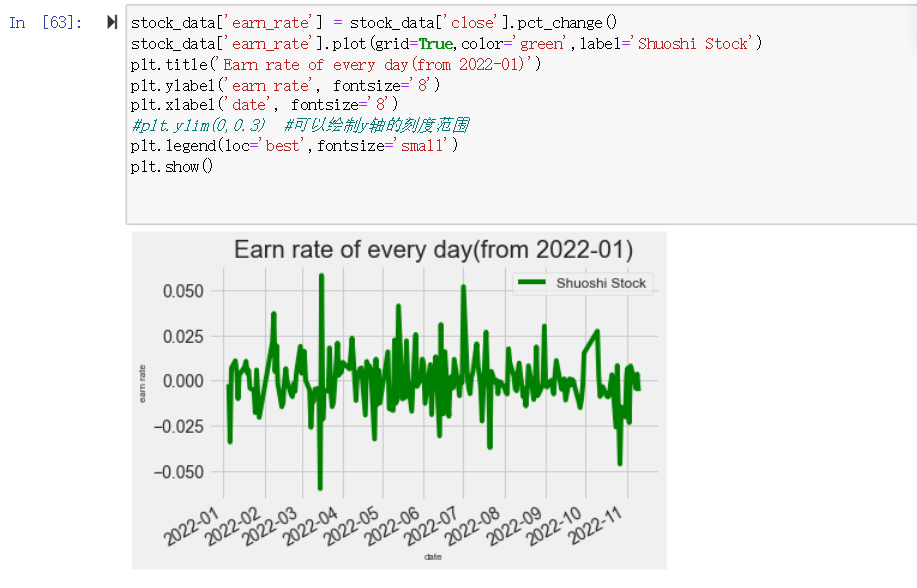 In [63]:
stock_data['earn_rate'] = stock_data['close'].pct_change()
stock_data['earn_rate'].plot(grid=True,color='green',label='Shuoshi Stock')
plt.title('Earn rate of every day(from 2022-01)')
plt.ylabel('earn rate', fontsize='8')
plt.xlabel('date', fontsize='8')
#plt.ylim(0,0.3)  #可以绘制y轴的刻度范围
plt.legend(loc='best',fontsize='small')
plt.show()
Earn rate of every day(from 2022-01)
Shuoshi Stock
0.050
0.025
0.000
−0.025
−0.050
earn rate
2022-01
2022-02
2022-03
2022-04
2022-05
2022-06
2022-07
2022-08
2022-09
2022-10
2022-11
date